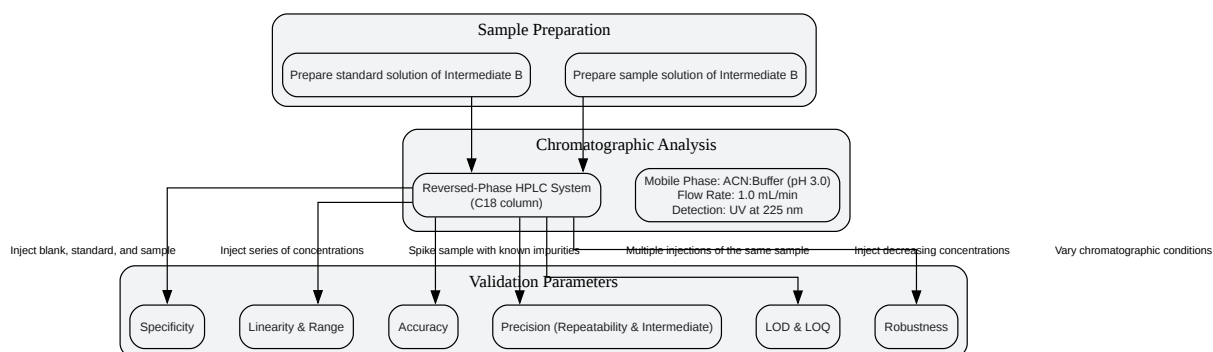 Sample Preparation
Prepare standard solution of Intermediate B
Prepare sample solution of Intermediate B
Chromatographic Analysis
Reversed-Phase HPLC System
(C18 column)
Mobile Phase: ACN:Buffer (pH 3.0)
Flow Rate: 1.0 mL/min
Detection: UV at 225 nm
Inject blank, standard, and sample
Inject series of concentrations
Spike sample with known impurities
Multiple injections of the same sample
Inject decreasing concentrations
Vary chromatographic conditions
Validation Parameters
Specificity
Linearity & Range
Accuracy
Precision (Repeatability & Intermediate)
LOD & LOQ
Robustness